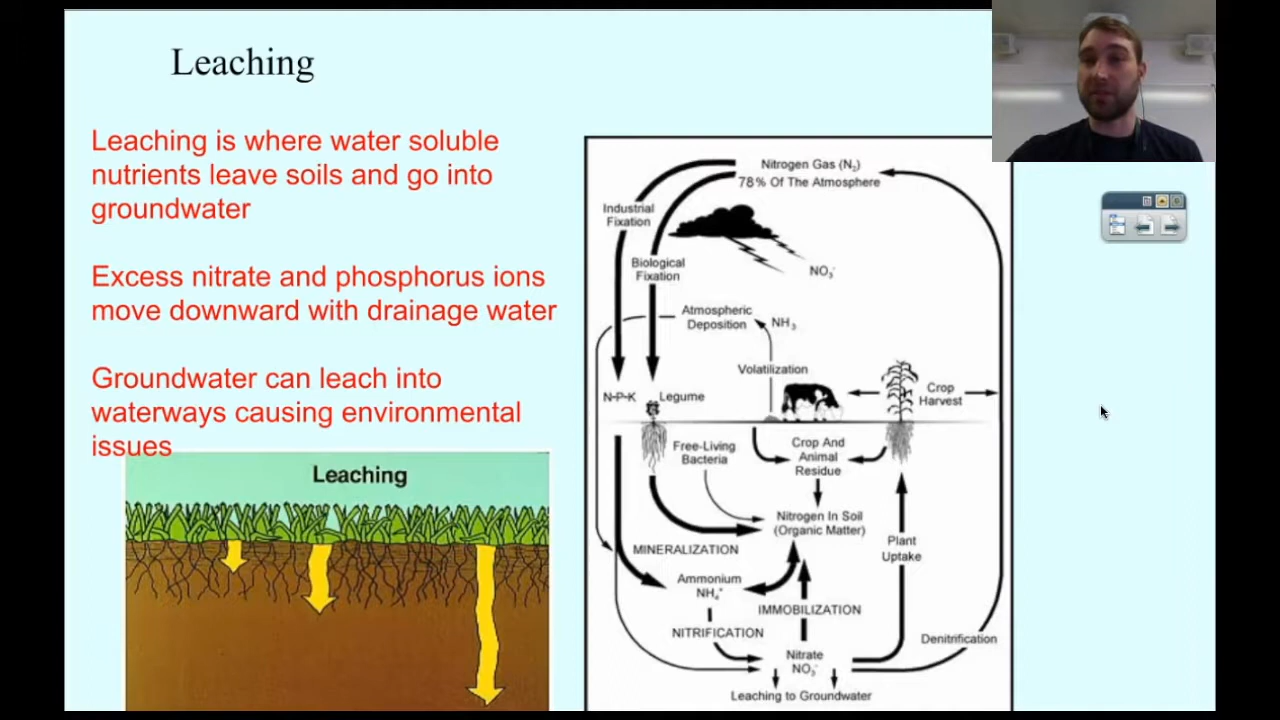 Leaching
Leaching is where water soluble
nutrients leave soils and go into
groundwater
Excess nitrate and phosphorus ions
move downward with drainage water
Groundwater can leach into
waterways causing environmental
issues
Leaching
Nitrogen Gas (N₂)
78% Of The Atmosphere
Industrial
Fixation
Biological
Fixation
NO₃⁻
Atmospheric
Deposition
NH₃
Volatilization
N-P-K
Legume
Crop
Harvest
Free-Living
Bacteria
Crop And
Animal
Residue
Nitrogen In Soil
(Organic Matter)
Plant
Uptake
MINERALIZATION
Ammonium
NH₄⁺
IMMOBILIZATION
NITRIFICATION
Denitrification
Nitrate
NO₃⁻
Leaching to Groundwater